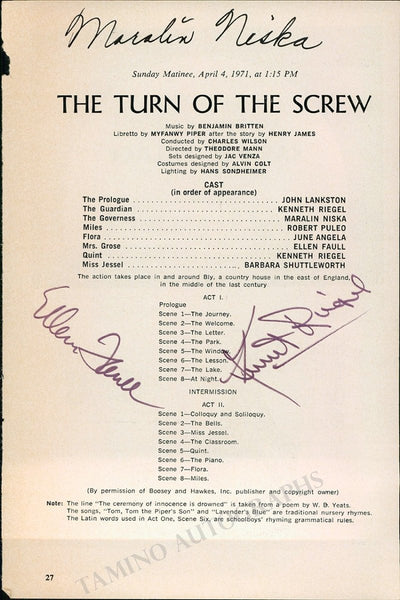 Maralin Niska
Sunday Matinee, April 4, 1971, at 1:15 PM
THE TURN OF THE SCREW
Music by BENJAMIN BRITTEN
Libretto by MYFANWY PIPER after the story by HENRY JAMES
Conducted by CHARLES WILSON
Directed by THEODORE MANN
Sets designed by JAC VENZA
Costumes designed by ALVIN COLT
Lighting by HANS SONDHEIMER
CAST
(in order of appearance)
The Prologue . . . . . . . . . . . . . . . . . . JOHN LANKSTON
The Guardian . . . . . . . . . . . . . . . . . . KENNETH RIEGEL
The Governess . . . . . . . . . . . . . . . . . . MARALIN NISKA
Miles . . . . . . . . . . . . . . . . . . ROBERT PULEO
Flora . . . . . . . . . . . . . . . . . . JUNE ANGELA
Mrs. Grose . . . . . . . . . . . . . . . . . . ELLEN FAULL
Quint . . . . . . . . . . . . . . . . . . KENNETH RIEGEL
Miss Jessel . . . . . . . . . . . . . . . . . . BARBARA SHUTTLEWORTH
The action takes place in and around Bly, a country house in the east of England,
in the middle of the last century
ACT I.
Prologue
Scene 1—The Journey.
Scene 2—The Welcome.
Scene 3—The Letter.
Scene 4—The Park.
Scene 5—The Window.
Scene 6—The Lesson.
Scene 7—The Lake.
Scene 8—At Night.
Ellen Faull
Kenneth Riegel
INTERMISSION
ACT II.
Scene 1—Colloquy and Soliloquy.
Scene 2—The Bells.
Scene 3—Miss Jessel.
Scene 4—The Classroom.
Scene 5—Quint.
Scene 6—The Piano.
Scene 7—Flora.
Scene 8—Miles.
(By permission of Boosey and Hawkes, Inc. publisher and copyright owner)
Note: The line "The ceremony of innocence is drowned" is taken from a poem by W. D. Yeats.
The songs, "Tom, Tom the Piper's Son" and "Lavender's Blue" are traditional nursery rhymes.
The Latin words used in Act One, Scene Six, are schoolboys' rhyming grammatical rules.
27
TAMINO AUTOGRAPHS